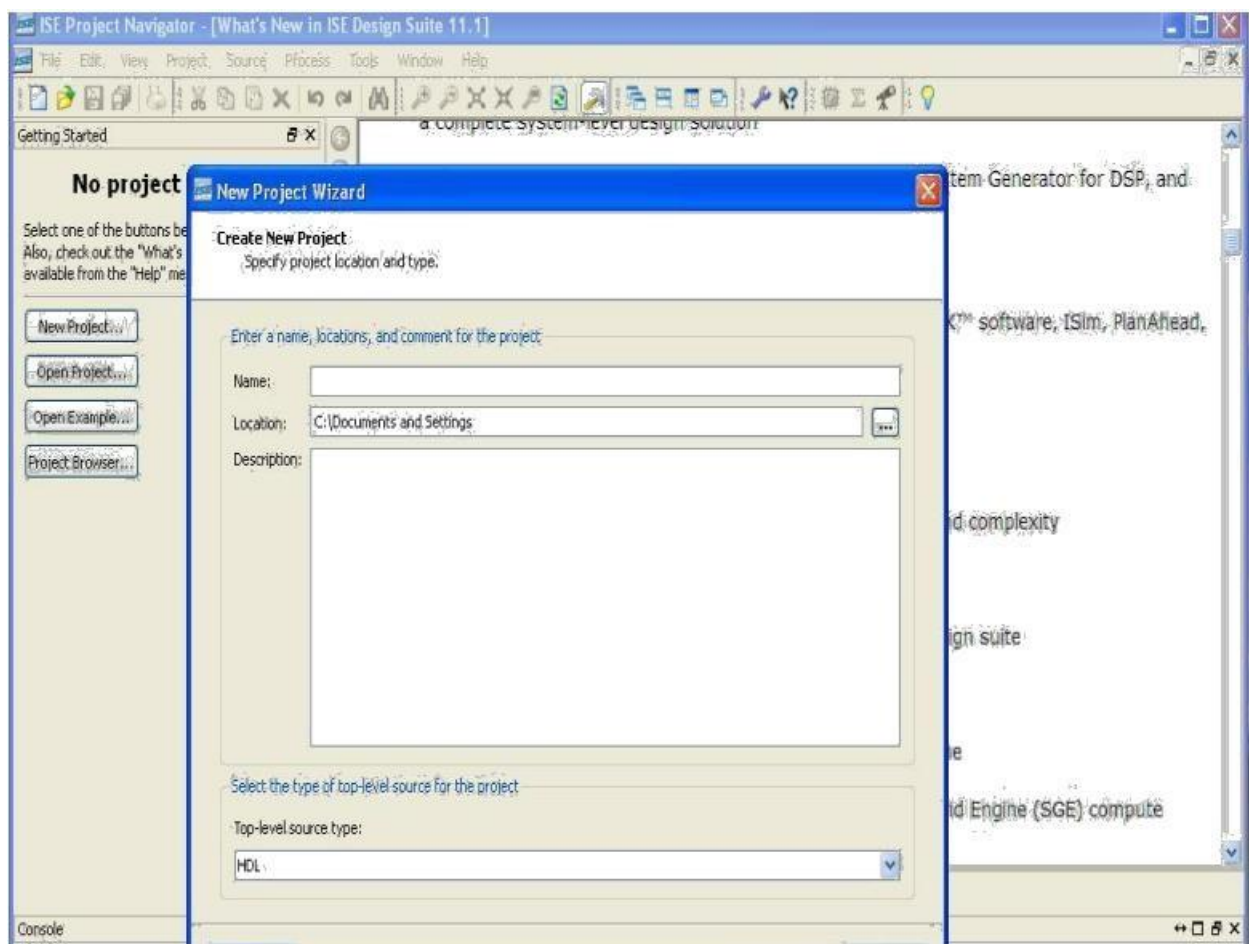 ISE Project Navigator - [What's New in ISE Design Suite 11.1]
File Edit View Project Source Process Tools Window Help
Getting Started
a complete system-level design solution
No project
tem Generator for DSP, and
New Project Wizard
Select one of the buttons be
Also, check out the "What's
available from the "Help" me
Create New Project
Specify project location and type.
New Project...
Open Project...
Open Example...
Project Browser...
Enter a name, locations, and comment for the project
Name:
Location: C:\Documents and Settings
Description:
X™ software, ISim, PlanAhead,
d complexity
ign suite
e
id Engine (SGE) compute
Select the type of top-level source for the project
Top-level source type:
HDL
Console